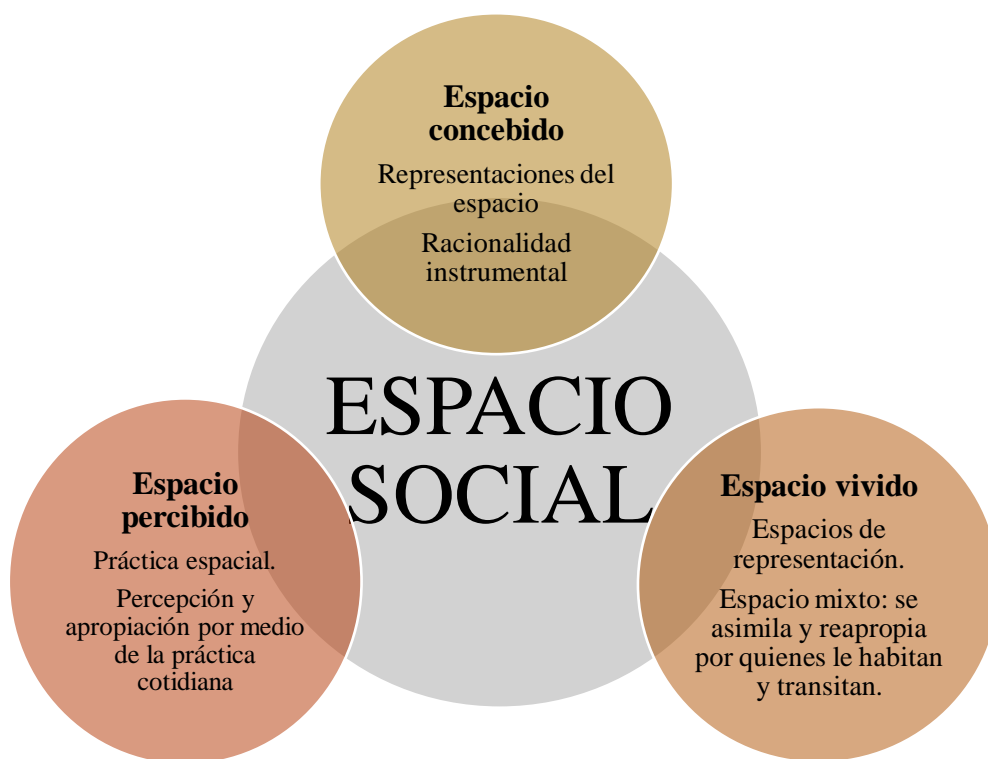 Espacio
concebido
Representaciones del
espacio
Racionalidad
instrumental
ESPACIO
SOCIAL
Espacio
percibido
Práctica espacial.
Percepción y
apropiación por medio
de la práctica
cotidiana
Espacio vivido
Espacios de
representación.
Espacio mixto: se
asimila y reapropia
por quienes le habitan
y transitan.